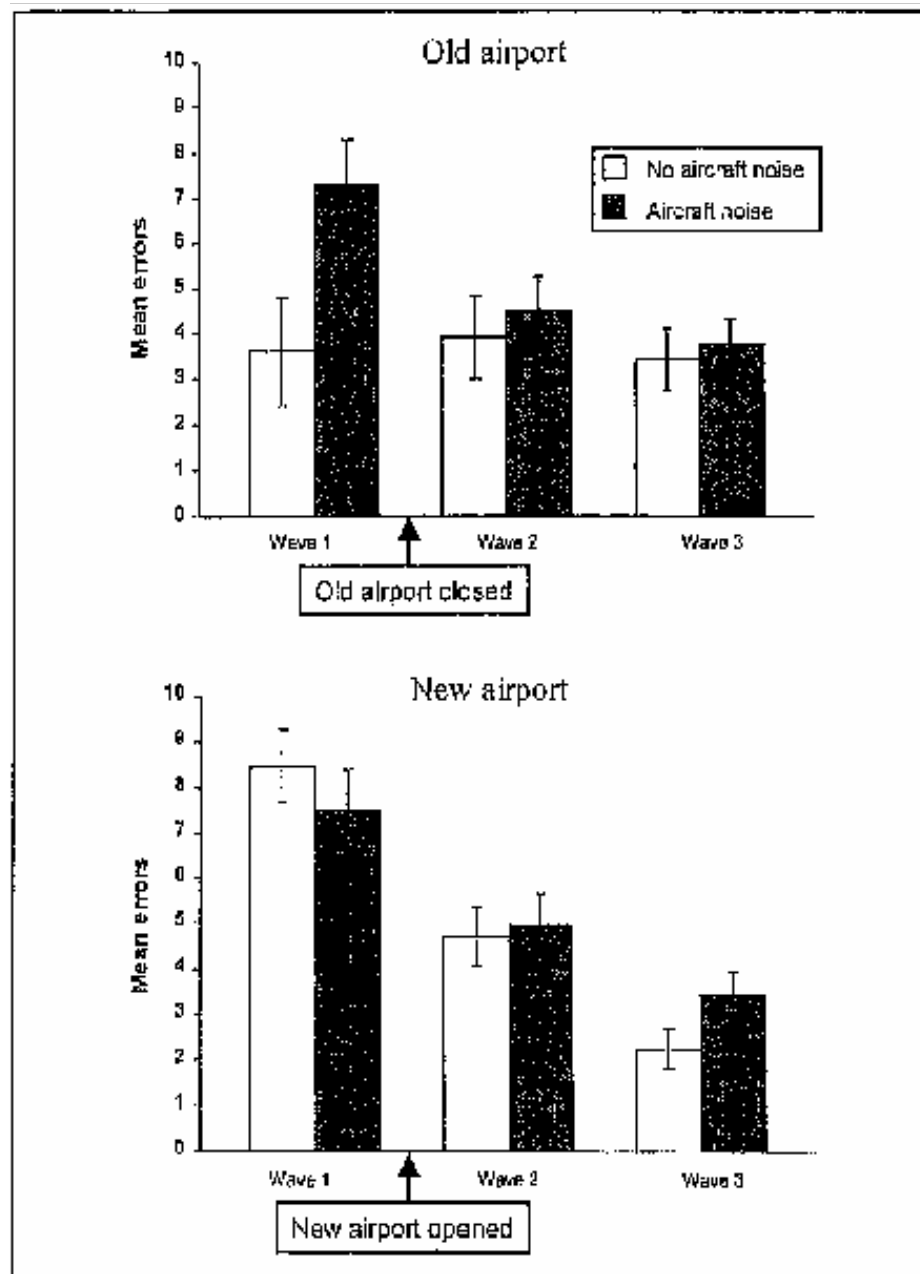 Old airport
10
9
8
7
6
5
4
3
2
1
0
Mean errors
No aircraft noise
Aircraft noise
Wave 1
Wave 2
Wave 3
Old airport closed
New airport
10
9
8
7
6
5
4
3
2
1
0
Mean errors
Wave 1
Wave 2
Wave 3
New airport opened